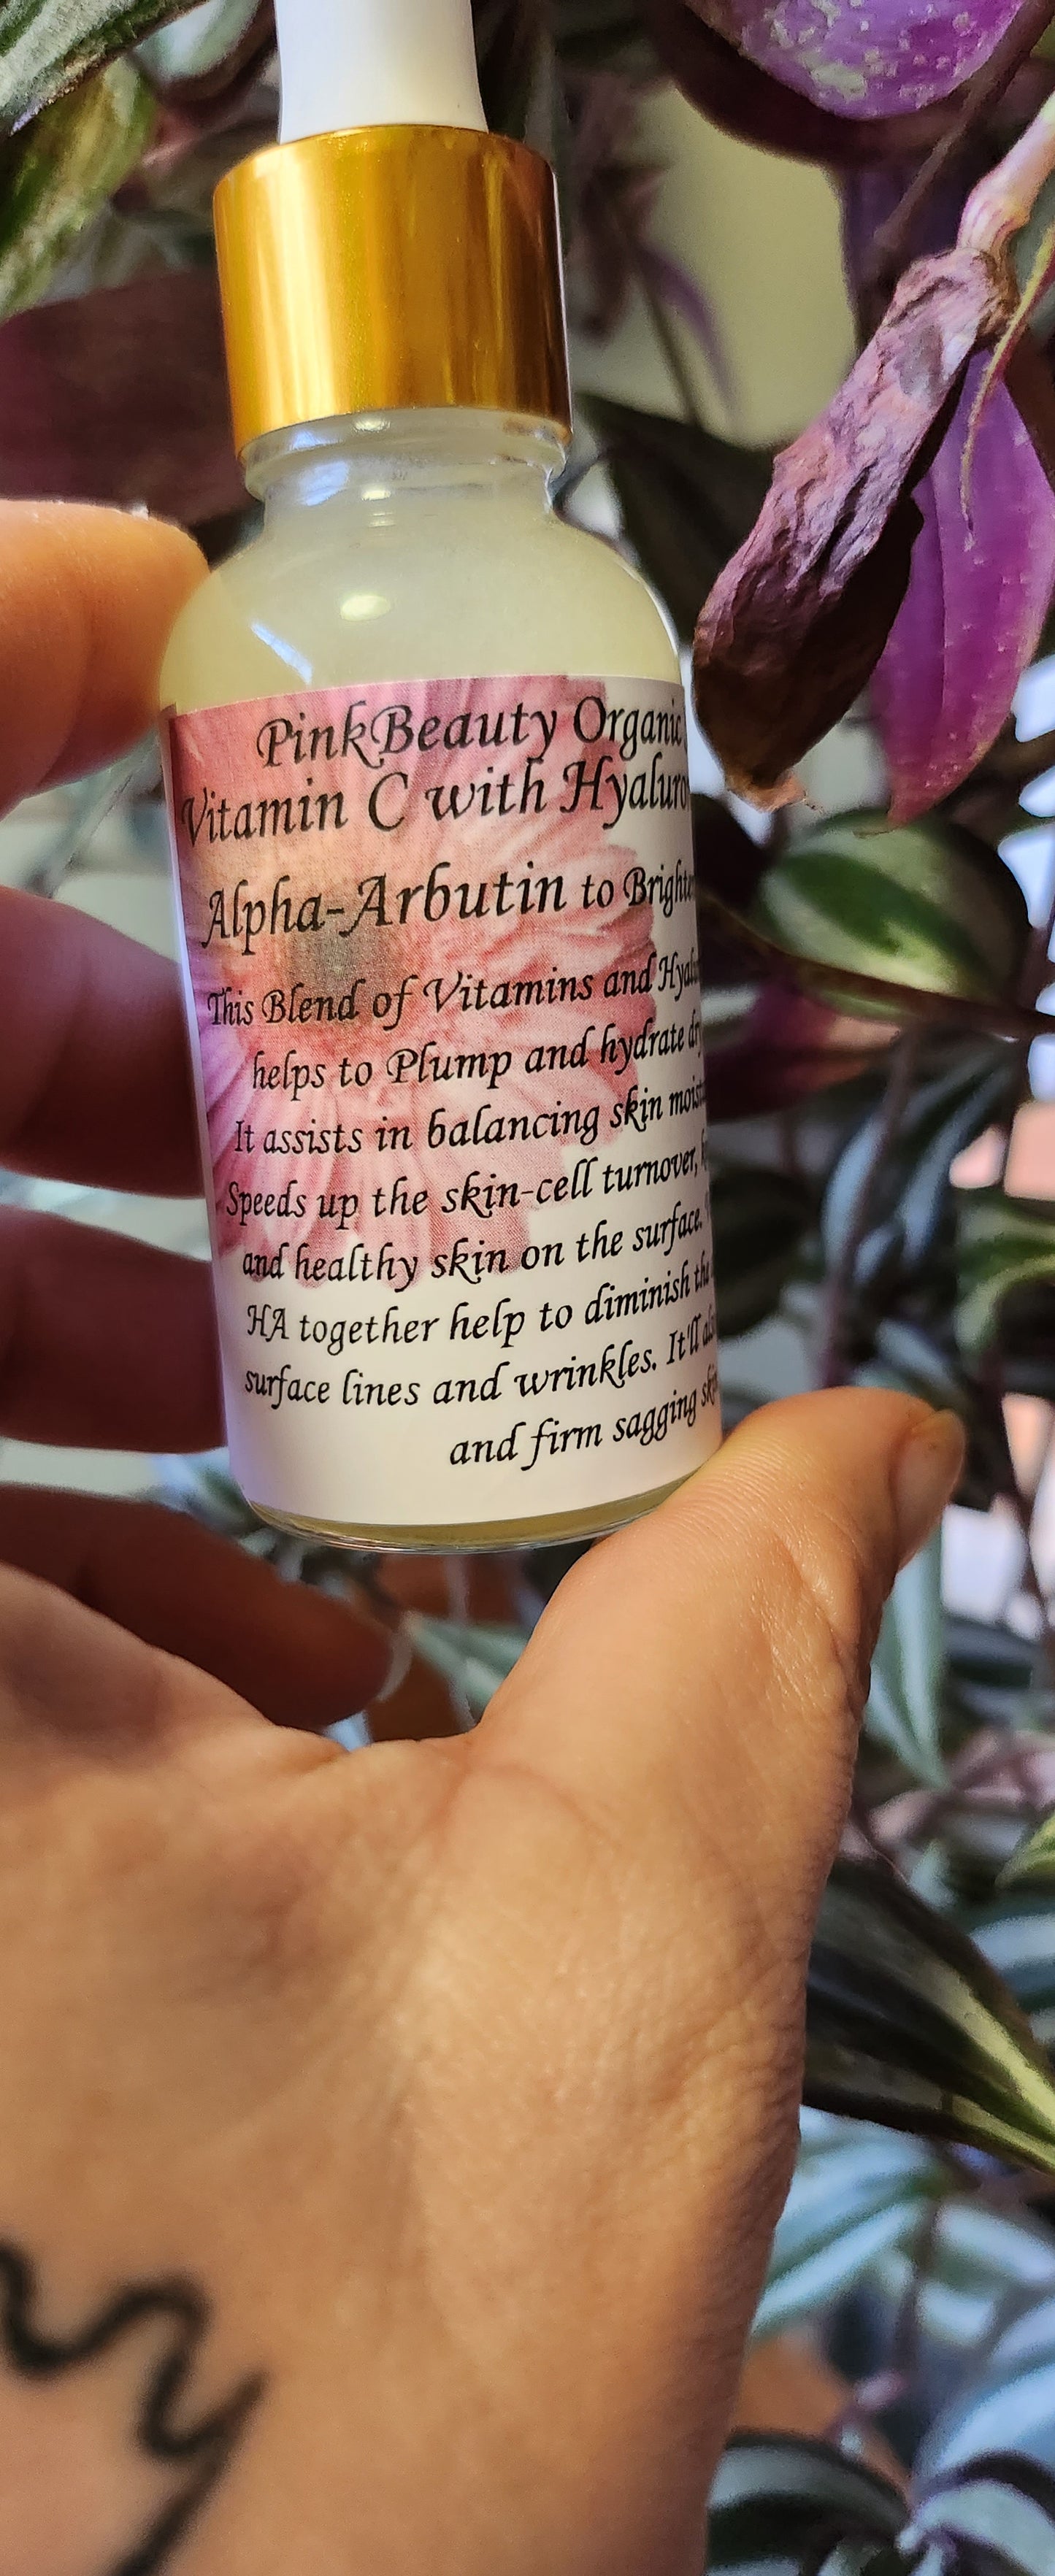 PinkBeauty Organic
Vitamin C with Hyaluro
Alpha-Arbutin to Brighte
This Blend of Vitamins and Hyal
helps to Plump and hydrate dr
It assists in balancing skin moist
Speeds up the skin-cell turnover,
and healthy skin on the surface.
HA together help to diminish the
surface lines and wrinkles. It'll als
and firm sagging sk